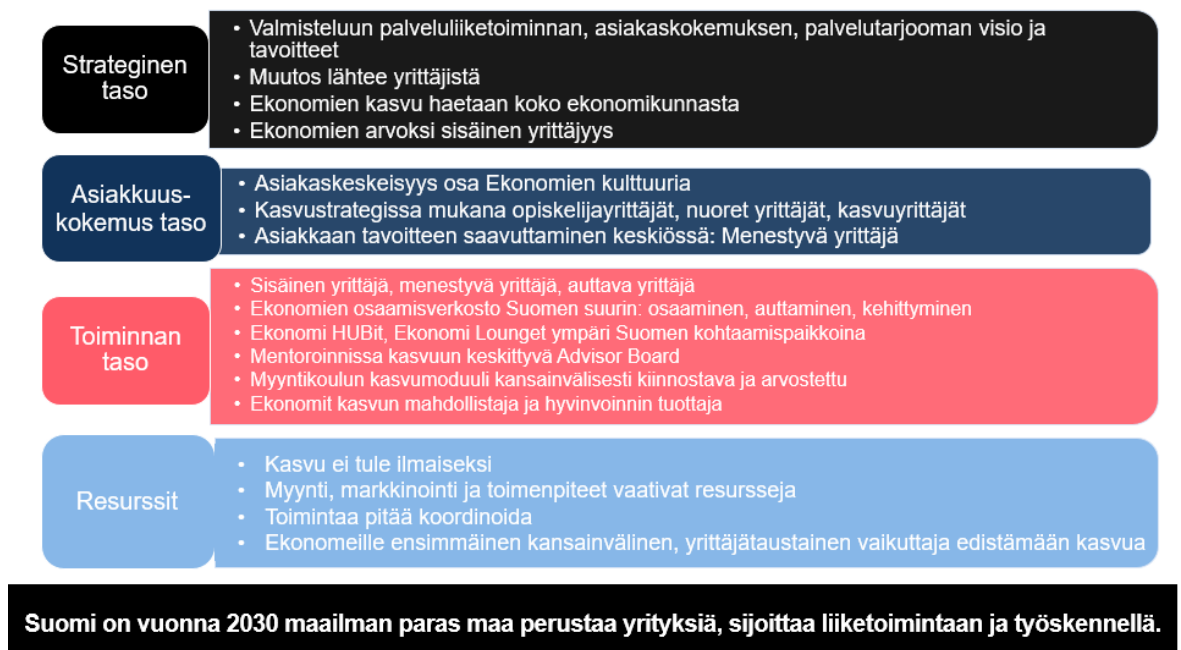 Strateginen
taso
• Valmisteluun palveluliiketoiminnan, asiakaskokemuksen, palvelutarjooman visio ja
tavoitteet
• Muutos lähtee yrittäjistä
• Ekonomien kasvu haetaan koko ekonomikunnasta
• Ekonomien arvoksi sisäinen yrittäjyys
Asiakkuus-
kokemus taso
• Asiakaskeskeisyys osa Ekonomien kulttuuria
• Kasvustrategissa mukana opiskelijayrittäjät, nuoret yrittäjät, kasvuyrittäjät
• Asiakkaan tavoitteen saavuttaminen keskiössä: Menestyvä yrittäjä
Toiminnan
taso
• Sisäinen yrittäjä, menestyvä yrittäjä, auttava yrittäjä
• Ekonomien osaamisverkosto Suomen suurin: osaaminen, auttaminen, kehittyminen
• Ekonomi HUBit, Ekonomi Lounget ympäri Suomen kohtaamispaikkoina
• Mentoroinnissa kasvuun keskittyvä Advisor Board
• Myyntikoulun kasvumoduuli kansainvälisesti kiinnostava ja arvostettu
• Ekonomit kasvun mahdollistaja ja hyvinvoinnin tuottaja
Resurssit
• Kasvu ei tule ilmaiseksi
• Myynti, markkinointi ja toimenpiteet vaativat resursseja
• Toimintaa pitää koordinoida
• Ekonomeille ensimmäinen kansainvälinen, yrittäjätaustainen vaikuttaja edistämään kasvua
Suomi on vuonna 2030 maailman paras maa perustaa yrityksiä, sijoittaa liiketoimintaan ja työskennellä.